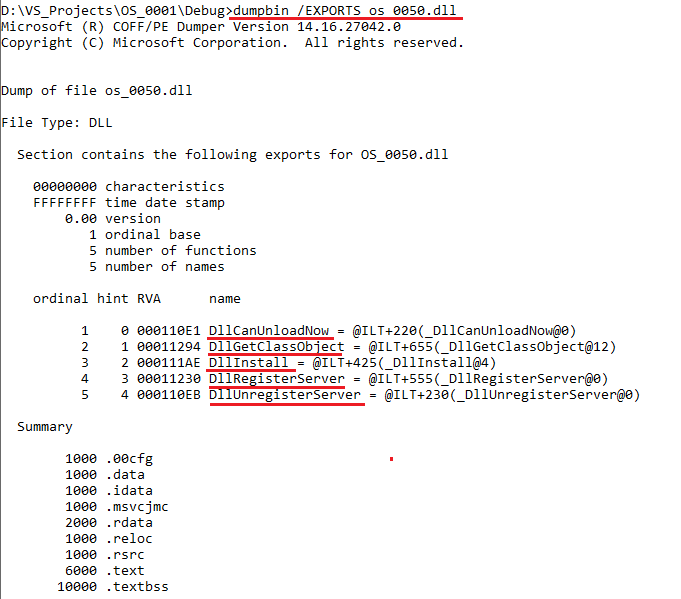 D:\VS_Projects\OS_0001\Debug>dumpbin /EXPORTS os_0050.dll
Microsoft (R) COFF/PE Dumper Version 14.16.27042.0
Copyright (C) Microsoft Corporation.  All rights reserved.
Dump of file os_0050.dll
File Type: DLL
Section contains the following exports for OS_0050.dll
00000000 characteristics
FFFFFFFF time date stamp
0.00 version
1 ordinal base
5 number of functions
5 number of names
ordinal hint RVA      name
1    0 000110E1 DllCanUnloadNow = @ILT+220(_DllCanUnloadNow@0)
2    1 00011294 DllGetClassObject = @ILT+655(_DllGetClassObject@12)
3    2 000111AE DllInstall = @ILT+425(_DllInstall@4)
4    3 00011230 DllRegisterServer = @ILT+555(_DllRegisterServer@0)
5    4 000110EB DllUnregisterServer = @ILT+230(_DllUnregisterServer@0)
Summary
1000 .00cfg
1000 .data
1000 .idata
1000 .msvcjmc
2000 .rdata
1000 .reloc
1000 .rsrc
6000 .text
10000 .textbss